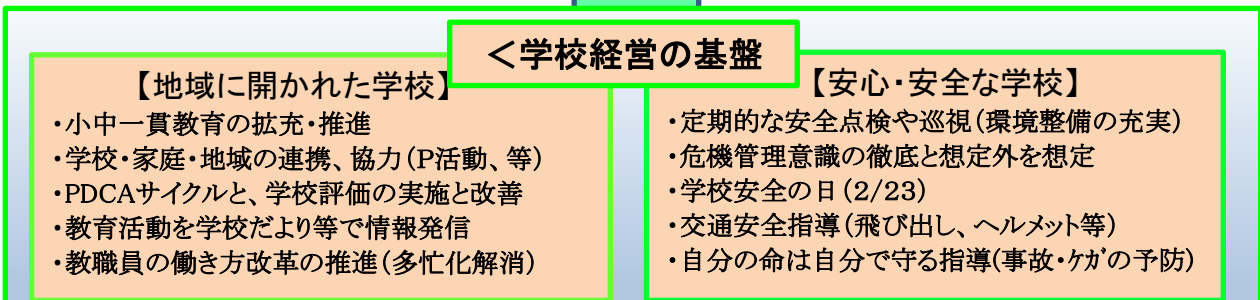 ＜学校経営の基盤
【地域に開かれた学校】
・小中一貫教育の拡充・推進
・学校・家庭・地域の連携、協力（Ｐ活動、等）
・PDCAサイクルと、学校評価の実施と改善
・教育活動を学校だより等で情報発信
・教職員の働き方改革の推進（多忙化解消）
【安心・安全な学校】
・定期的な安全点検や巡視（環境整備の充実）
・危機管理意識の徹底と想定外を想定
・学校安全の日（2/23）
・交通安全指導（飛び出し、ヘルメット等）
・自分の命は自分で守る指導(事故・ｹｶﾞの予防)